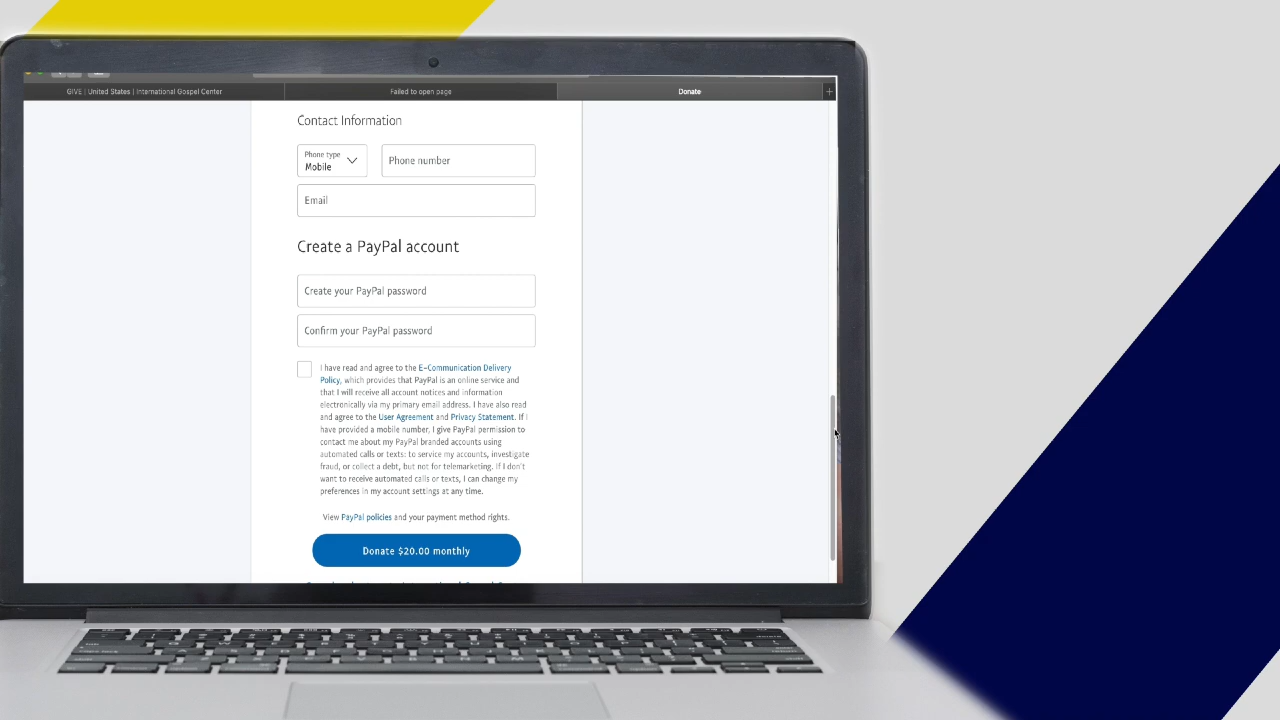 GIVE | United States | International Gospel Center
Failed to open page
Donate
Contact Information
Phone type
Mobile
Phone number
Email
Create a PayPal account
Create your PayPal password
Confirm your PayPal password
I have read and agree to the E-Communication Delivery
Policy, which provides that PayPal is an online service and
that I will receive all account notices and information
electronically via my primary email address. I have also read
and agree to the User Agreement and Privacy Statement. If I
have provided a mobile number, I give PayPal permission to
contact me about my PayPal branded accounts using
automated calls or texts: to service my accounts, investigate
fraud, or collect a debt, but not for telemarketing. If I don't
want to receive automated calls or texts, I can change my
preferences in my account settings at any time.
View PayPal policies and your payment method rights.
Donate $20.00 monthly